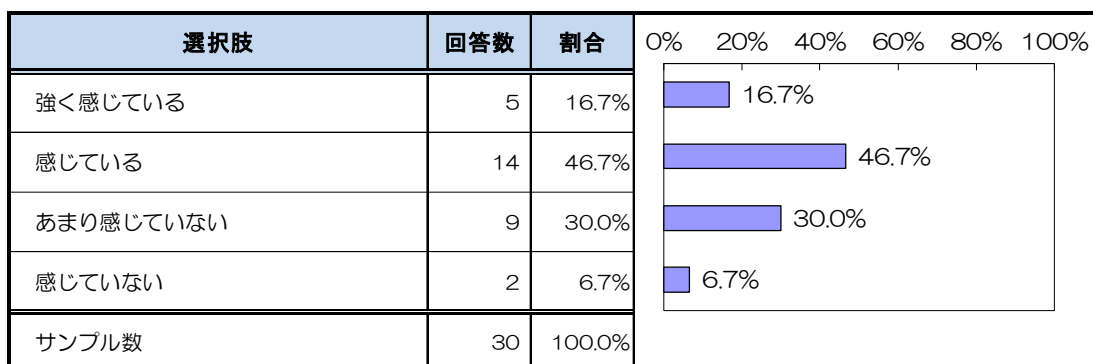 選択肢 回答数 割合 0% 20% 40% 60% 80% 100%
強く感じている 5 16.7% 16.7%
感じている 14 46.7% 46.7%
あまり感じていない 9 30.0% 30.0%
感じていない 2 6.7% 6.7%
サンプル数 30 100.0%